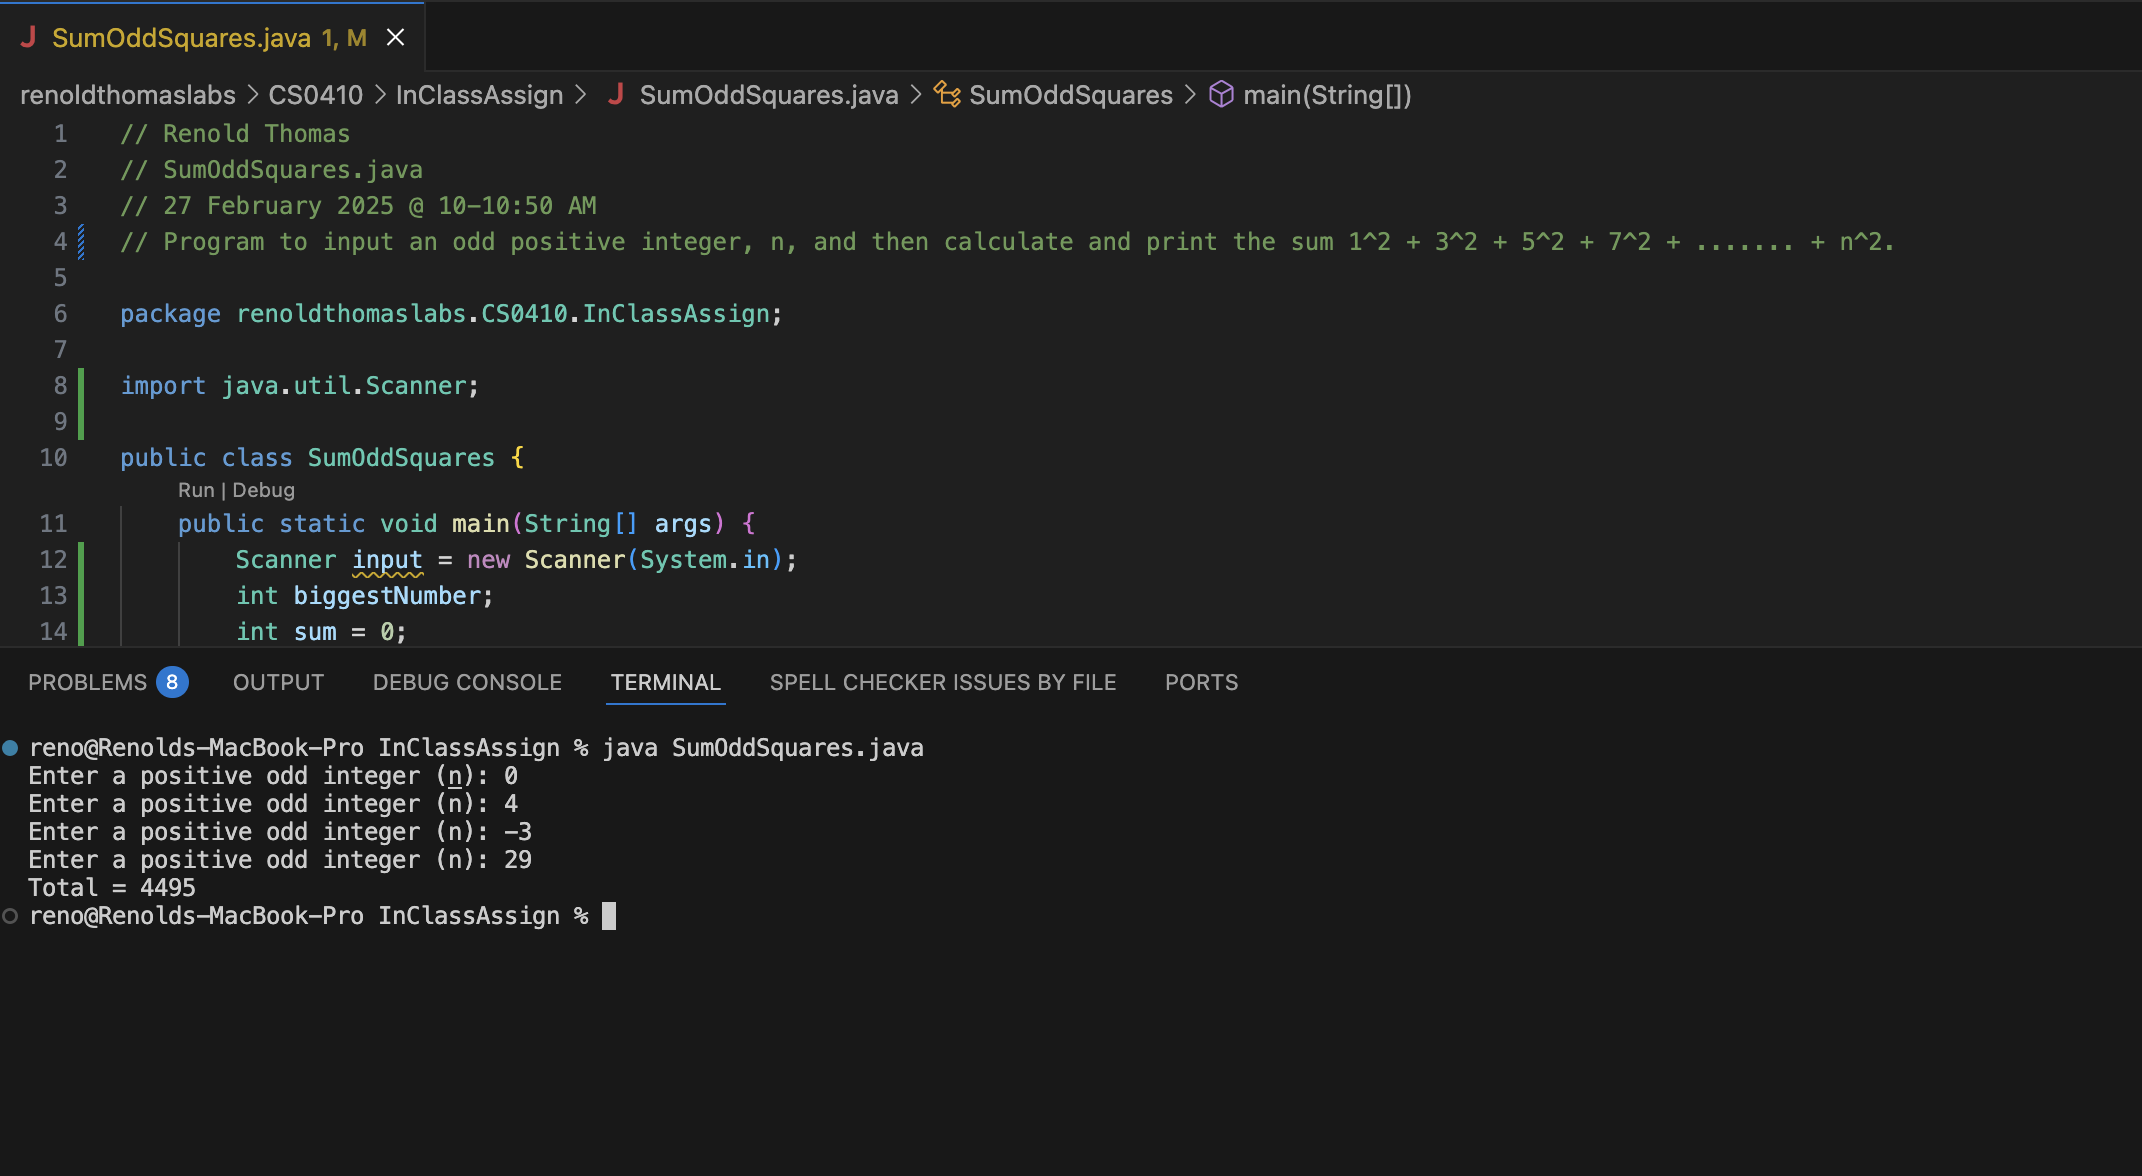 SumOddSquares.java 1, M
renoldthomaslabs > CS0410 > InClassAssign > SumOddSquares.java > SumOddSquares > main(String[])
1 // Renold Thomas
2 // SumOddSquares.java
3 // 27 February 2025 @ 10-10:50 AM
4 // Program to input an odd positive integer, n, and then calculate and print the sum 1^2 + 3^2 + 5^2 + 7^2 + ....... + n^2.
5
6 package renoldthomaslabs.CS0410.InClassAssign;
7
8 import java.util.Scanner;
9
10 public class SumOddSquares {
Run | Debug
11 public static void main(String[] args) {
12 Scanner input = new Scanner(System.in);
13 int biggestNumber;
14 int sum = 0;
PROBLEMS 8 OUTPUT DEBUG CONSOLE TERMINAL SPELL CHECKER ISSUES BY FILE PORTS
reno@Renolds-MacBook-Pro InClassAssign % java SumOddSquares.java
Enter a positive odd integer (n): 0
Enter a positive odd integer (n): 4
Enter a positive odd integer (n): -3
Enter a positive odd integer (n): 29
Total = 4495
reno@Renolds-MacBook-Pro InClassAssign %